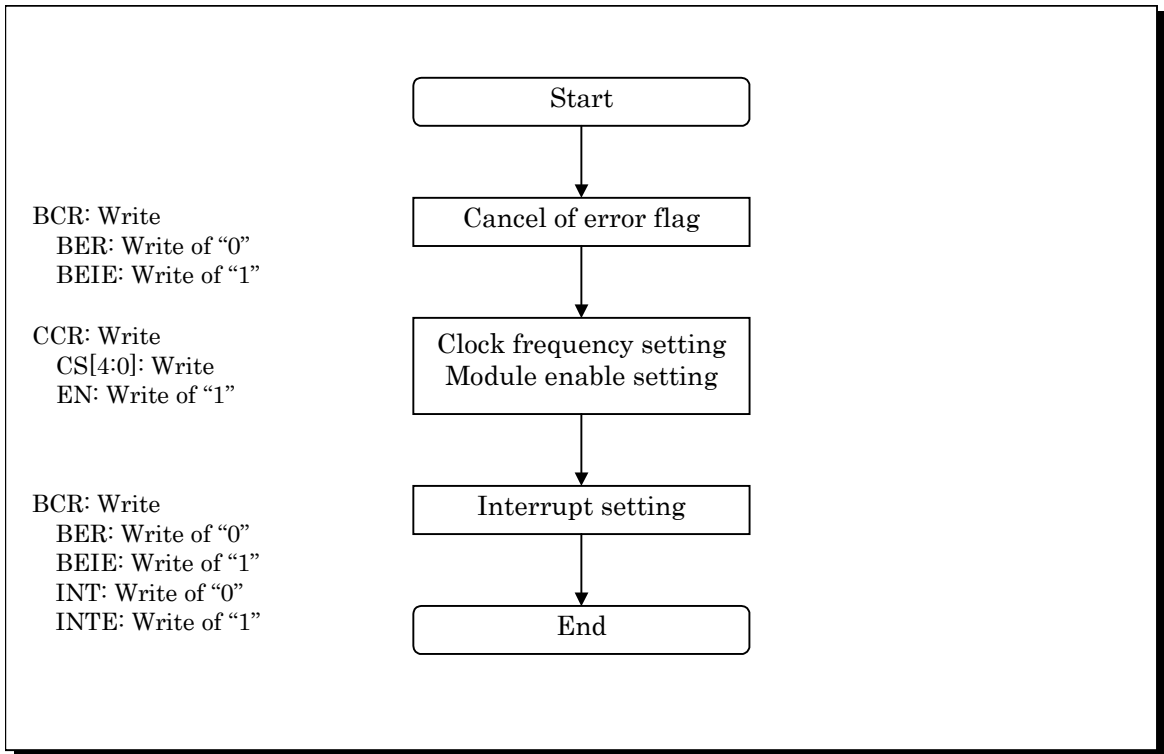 Start
BCR: Write
BER: Write of “0”
BEIE: Write of “1”
Cancel of error flag
CCR: Write
CS[4:0]: Write
EN: Write of “1”
Clock frequency setting
Module enable setting
BCR: Write
BER: Write of “0”
BEIE: Write of “1”
INT: Write of “0”
INTE: Write of “1”
Interrupt setting
End